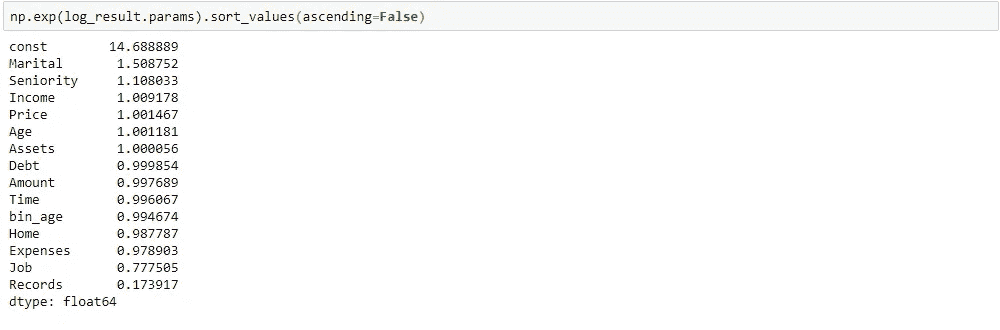 np.exp(log_result.params).sort_values(ascending=False)
const 14.688889
Marital 1.508752
Seniority 1.108033
Income 1.009178
Price 1.001467
Age 1.001181
Assets 1.000056
Debt 0.999854
Amount 0.997689
Time 0.996067
bin_age 0.994674
Home 0.987787
Expenses 0.978903
Job 0.777505
Records 0.173917
dtype: float64